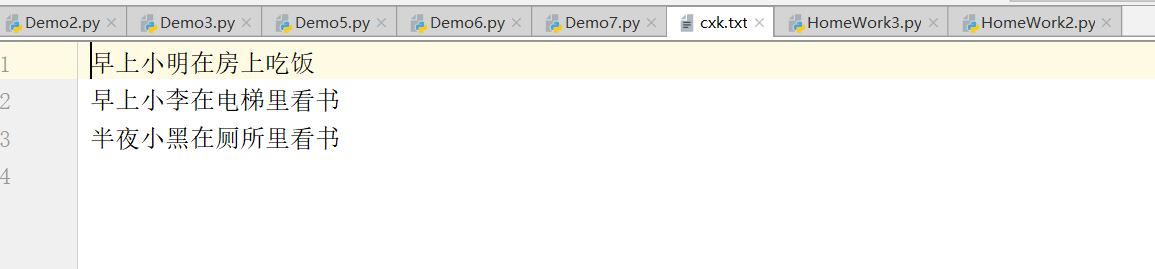 Demo2.py Demo3.py Demo5.py Demo6.py Demo7.py cxk.txt HomeWork3.py HomeWork2.py
1 早上小明在房上吃饭
2 早上小李在电梯里看书
3 半夜小黑在厕所里看书
4